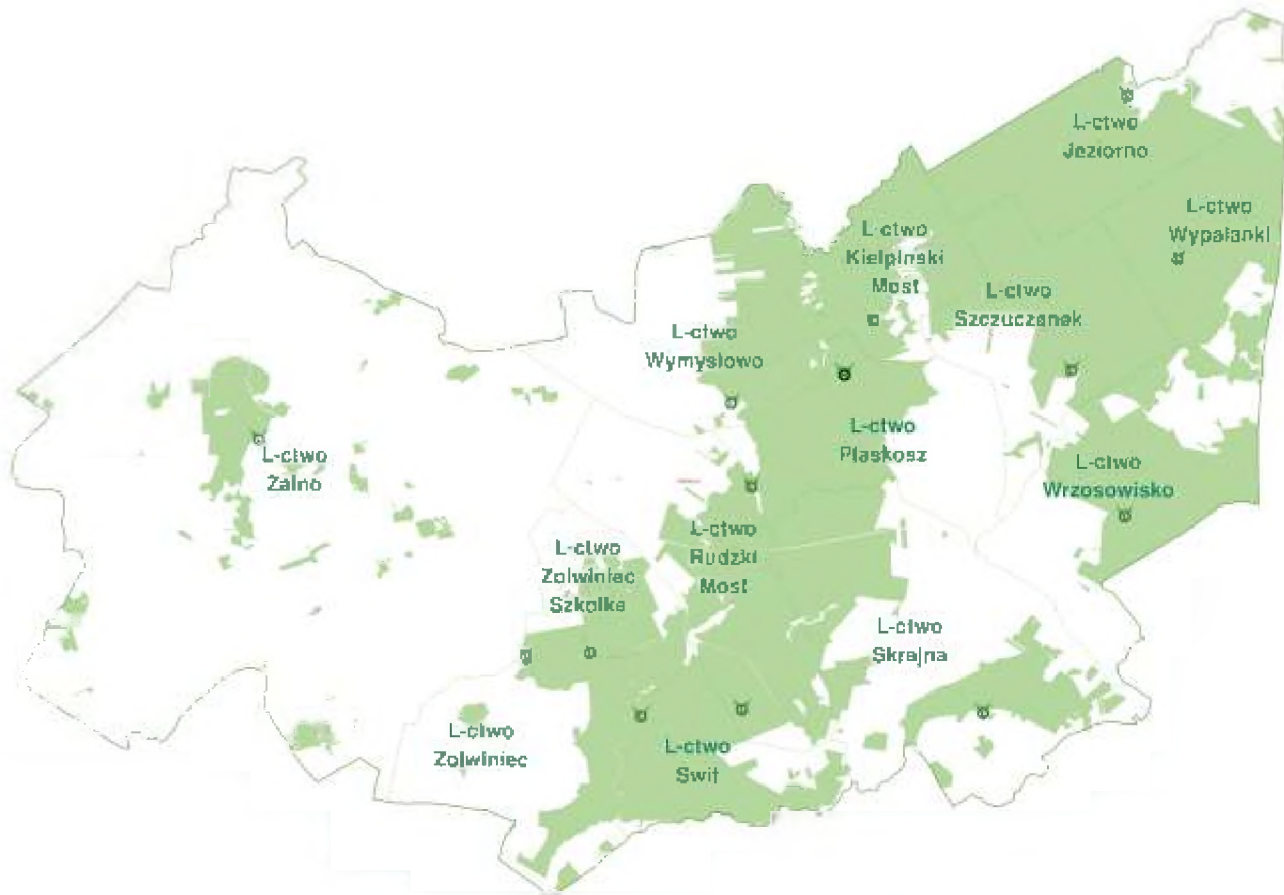 L-ctwo
Jeziorno
L-ctwo
Wypalanki
L-ctwo
Kielpinski
Most
L-ctwo
Szczuczanek
L-ctwo
Wymyslowo
L-ctwo
Plaskosz
L-ctwo
Zalno
L-ctwo
Wrzosowisko
L-ctwo
Rudzki
Most
L-ctwo
Zolwiniec
Szkolka
L-ctwo
Skrajna
L-ctwo
Zolwiniec
L-ctwo
Swit